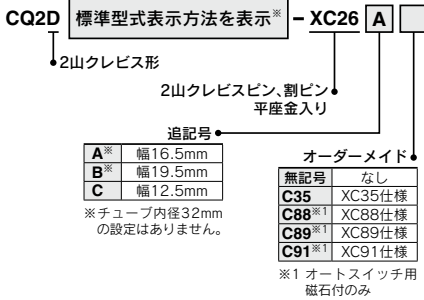 CQ2D 標準型式表示方法を表示※ − XC26 A
2山クレビス形
2山クレビスピン、割ピン
平座金入り
追記号
A※ 幅16.5mm
B※ 幅19.5mm
C 幅12.5mm
※チューブ内径32mm
の設定はありません。
オーダーメイド
無記号 なし
C35 XC35仕様
C88※1 XC88仕様
C89※1 XC89仕様
C91※1 XC91仕様
※1 オートスイッチ用
磁石付のみ